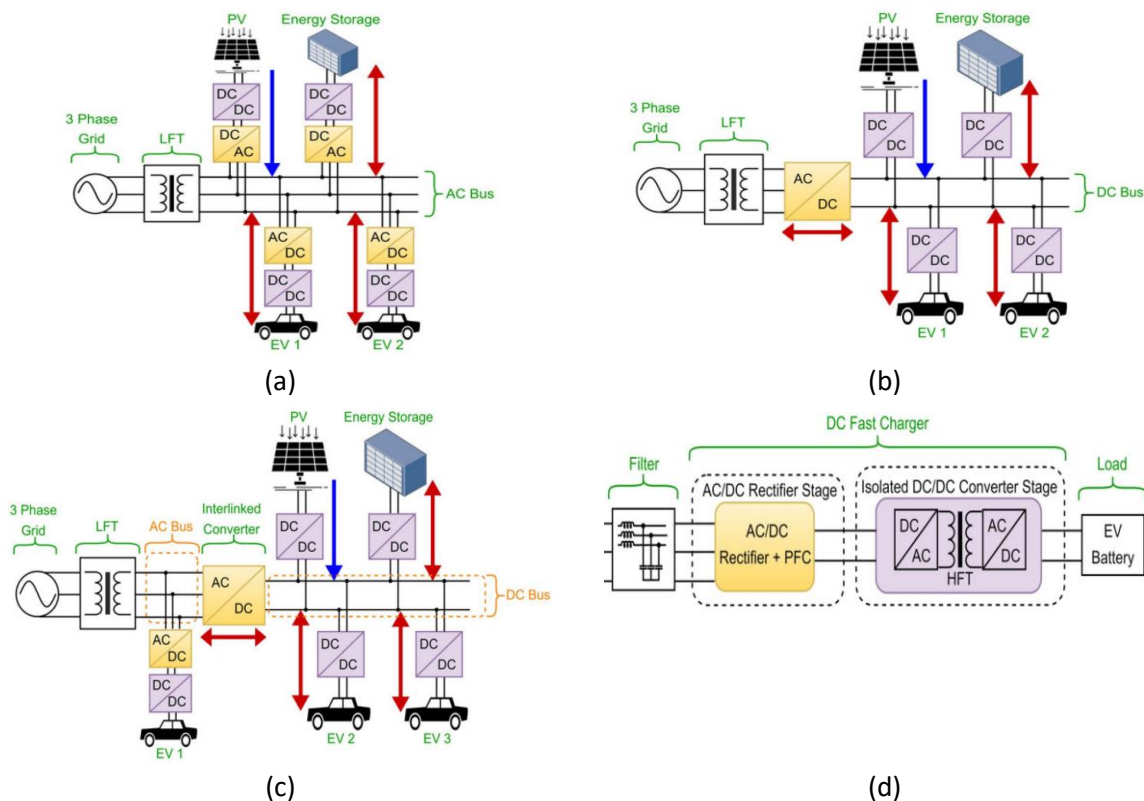 PV
Energy Storage
DC
DC
DC
DC
3 Phase
Grid
LFT
DC
AC
DC
AC
AC Bus
AC
DC
AC
DC
DC
DC
DC
DC
EV 1
EV 2
(a)
PV
Energy Storage
3 Phase
Grid
LFT
DC
DC
DC
DC
AC
DC
DC Bus
DC
DC
DC
DC
EV 1
EV 2
(b)
PV
Energy Storage
3 Phase
Grid
LFT
AC Bus
Interlinked
Converter
DC
DC
DC
DC
AC
DC
DC Bus
AC
DC
DC
DC
DC
DC
DC
DC
EV 1
EV 2
EV 3
(c)
DC Fast Charger
Filter
AC/DC Rectifier Stage
Isolated DC/DC Converter Stage
Load
AC/DC
Rectifier + PFC
DC
AC
HFT
AC
DC
EV
Battery
(d)